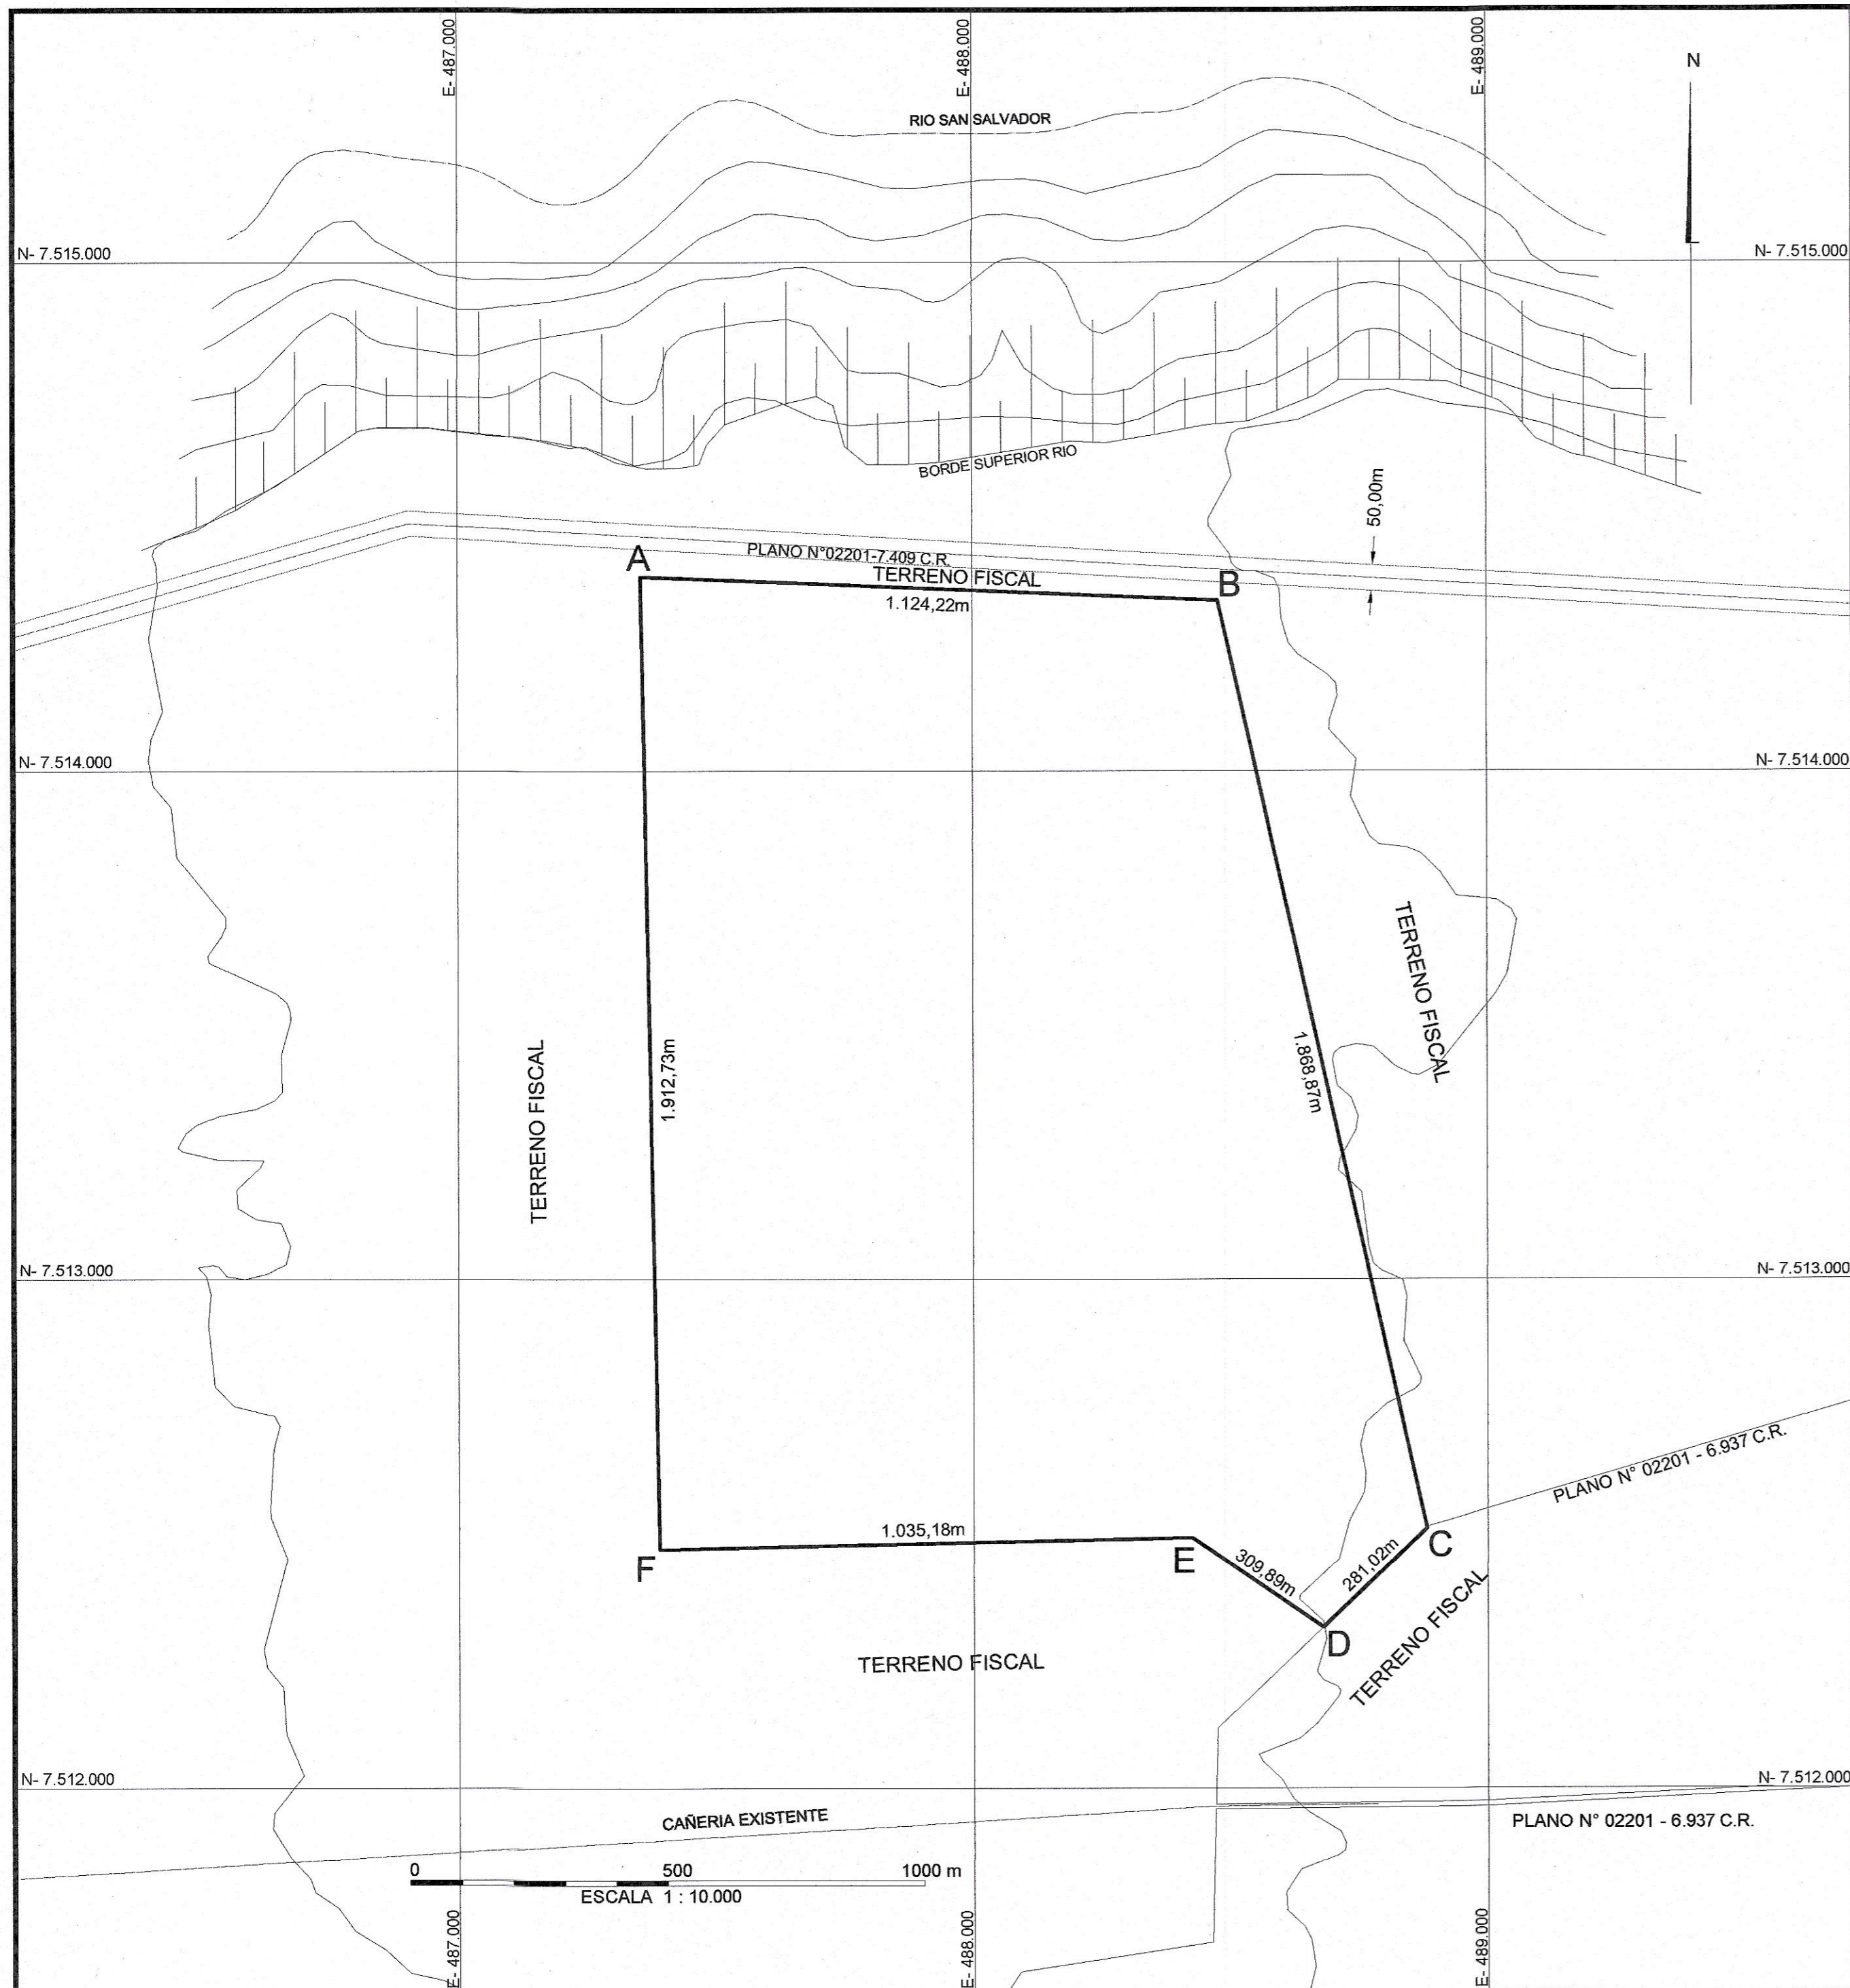 E- 487.000
E- 488.000
E- 489.000
N
RIO SAN SALVADOR
N- 7.515.000
N- 7.515.000
BORDE SUPERIOR RIO
50,00m
PLANO N°02201-7.409 C.R.
A
TERRENO FISCAL
B
1.124,22m
N- 7.514.000
N- 7.514.000
TERRENO FISCAL
1.912,73m
TERRENO FISCAL
1.868,87m
N- 7.513.000
N- 7.513.000
PLANO N° 02201 - 6.937 C.R.
1.035,18m
F
E
309,89m
281,02m
C
D
TERRENO FISCAL
TERRENO FISCAL
N- 7.512.000
N- 7.512.000
CAÑERIA EXISTENTE
PLANO N° 02201 - 6.937 C.R.
0 500 1000 m
ESCALA 1 : 10.000
E- 487.000
E- 488.000
E- 489.000